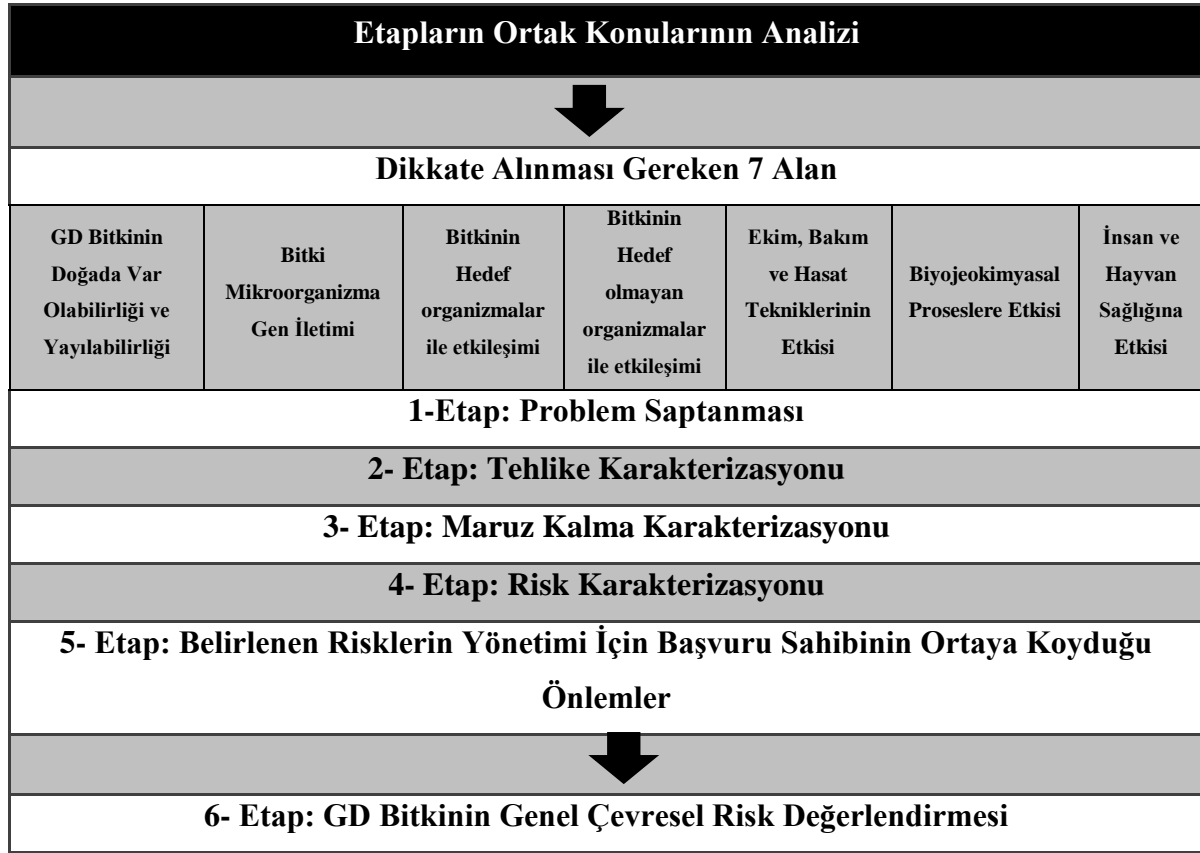 Etapların Ortak Konularının Analizi
Dikkate Alınması Gereken 7 Alan
GD Bitkinin
Doğada Var
Olabilirliği ve
Yayılabilirliği
Bitki
Mikroorganizma
Gen İletimi
Bitkinin
Hedef
organizmalar
ile etkileşimi
Bitkinin
Hedef
olmayan
organizmalar
ile etkileşimi
Ekim, Bakım
ve Hasat
Tekniklerinin
Etkisi
Biyojeokimyasal
Proseslere Etkisi
İnsan ve
Hayvan
Sağlığına
Etkisi
1-Etap: Problem Saptanması
2- Etap: Tehlike Karakterizasyonu
3- Etap: Maruz Kalma Karakterizasyonu
4- Etap: Risk Karakterizasyonu
5- Etap: Belirlenen Risklerin Yönetimi İçin Başvuru Sahibinin Ortaya Koyduğu
Önlemler
6- Etap: GD Bitkinin Genel Çevresel Risk Değerlendirmesi